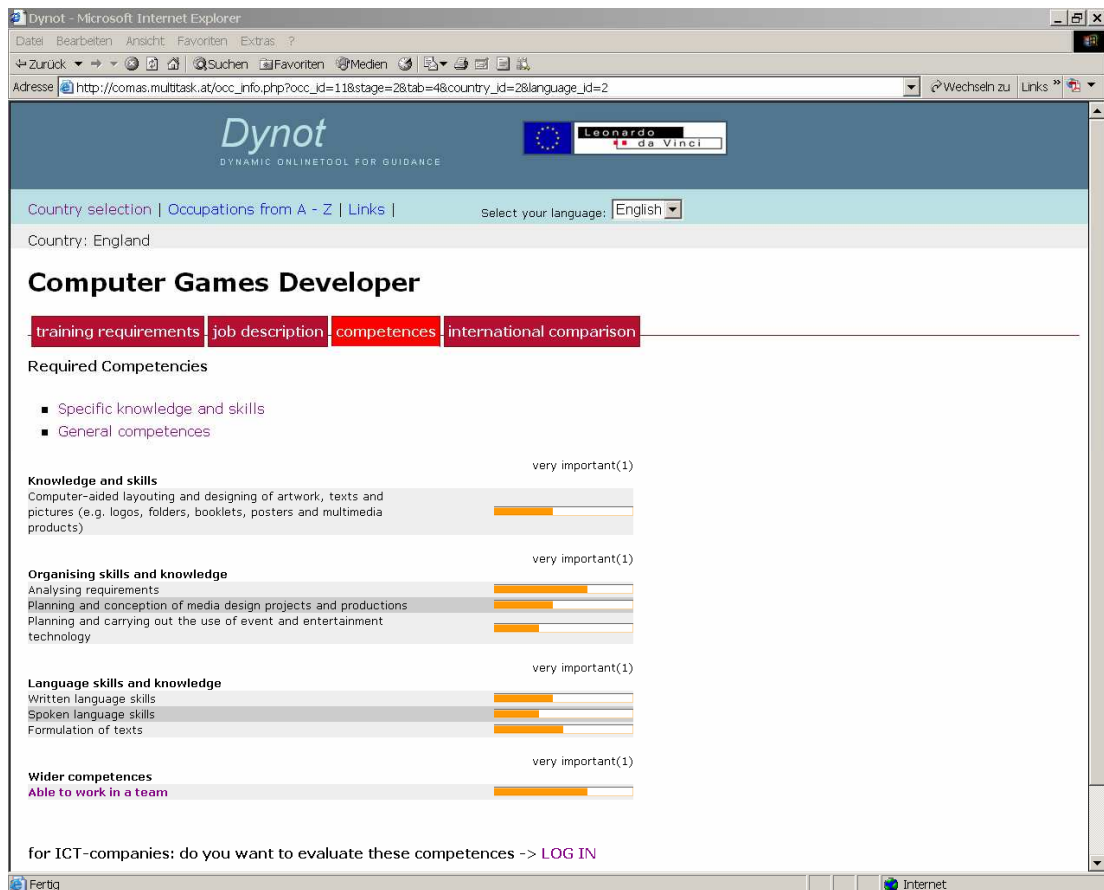 Dynot - Microsoft Internet Explorer
Datei Bearbeiten Ansicht Favoriten Extras ?
Zurück Suchen Favoriten Medien
Adresse http://comas.multitask.at/occ_info.php?occ_id=11&stage=2&tab=4&country_id=2&language_id=2 Wechseln zu Links »
Dynot
DYNAMIC ONLINETOOL FOR GUIDANCE
Leonardo
da Vinci
Country selection | Occupations from A - Z | Links |
Select your language: English
Country: England
Computer Games Developer
training requirements job description competences international comparison
Required Competencies
Specific knowledge and skills
General competences
very important(1)
Knowledge and skills
Computer-aided layouting and designing of artwork, texts and
pictures (e.g. logos, folders, booklets, posters and multimedia
products)
very important(1)
Organising skills and knowledge
Analysing requirements
Planning and conception of media design projects and productions
Planning and carrying out the use of event and entertainment
technology
very important(1)
Language skills and knowledge
Written language skills
Spoken language skills
Formulation of texts
very important(1)
Wider competences
Able to work in a team
for ICT-companies: do you want to evaluate these competences -> LOG IN
Fertig Internet